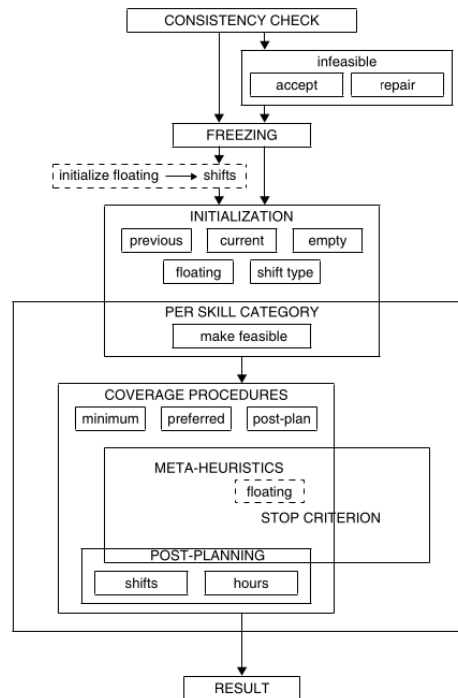 CONSISTENCY CHECK
infeasible
accept repair
FREEZING
initialize floating shifts
INITIALIZATION
previous current empty
floating shift type
PER SKILL CATEGORY
make feasible
COVERAGE PROCEDURES
minimum preferred post-plan
META-HEURISTICS
floating
STOP CRITERION
POST-PLANNING
shifts hours
RESULT